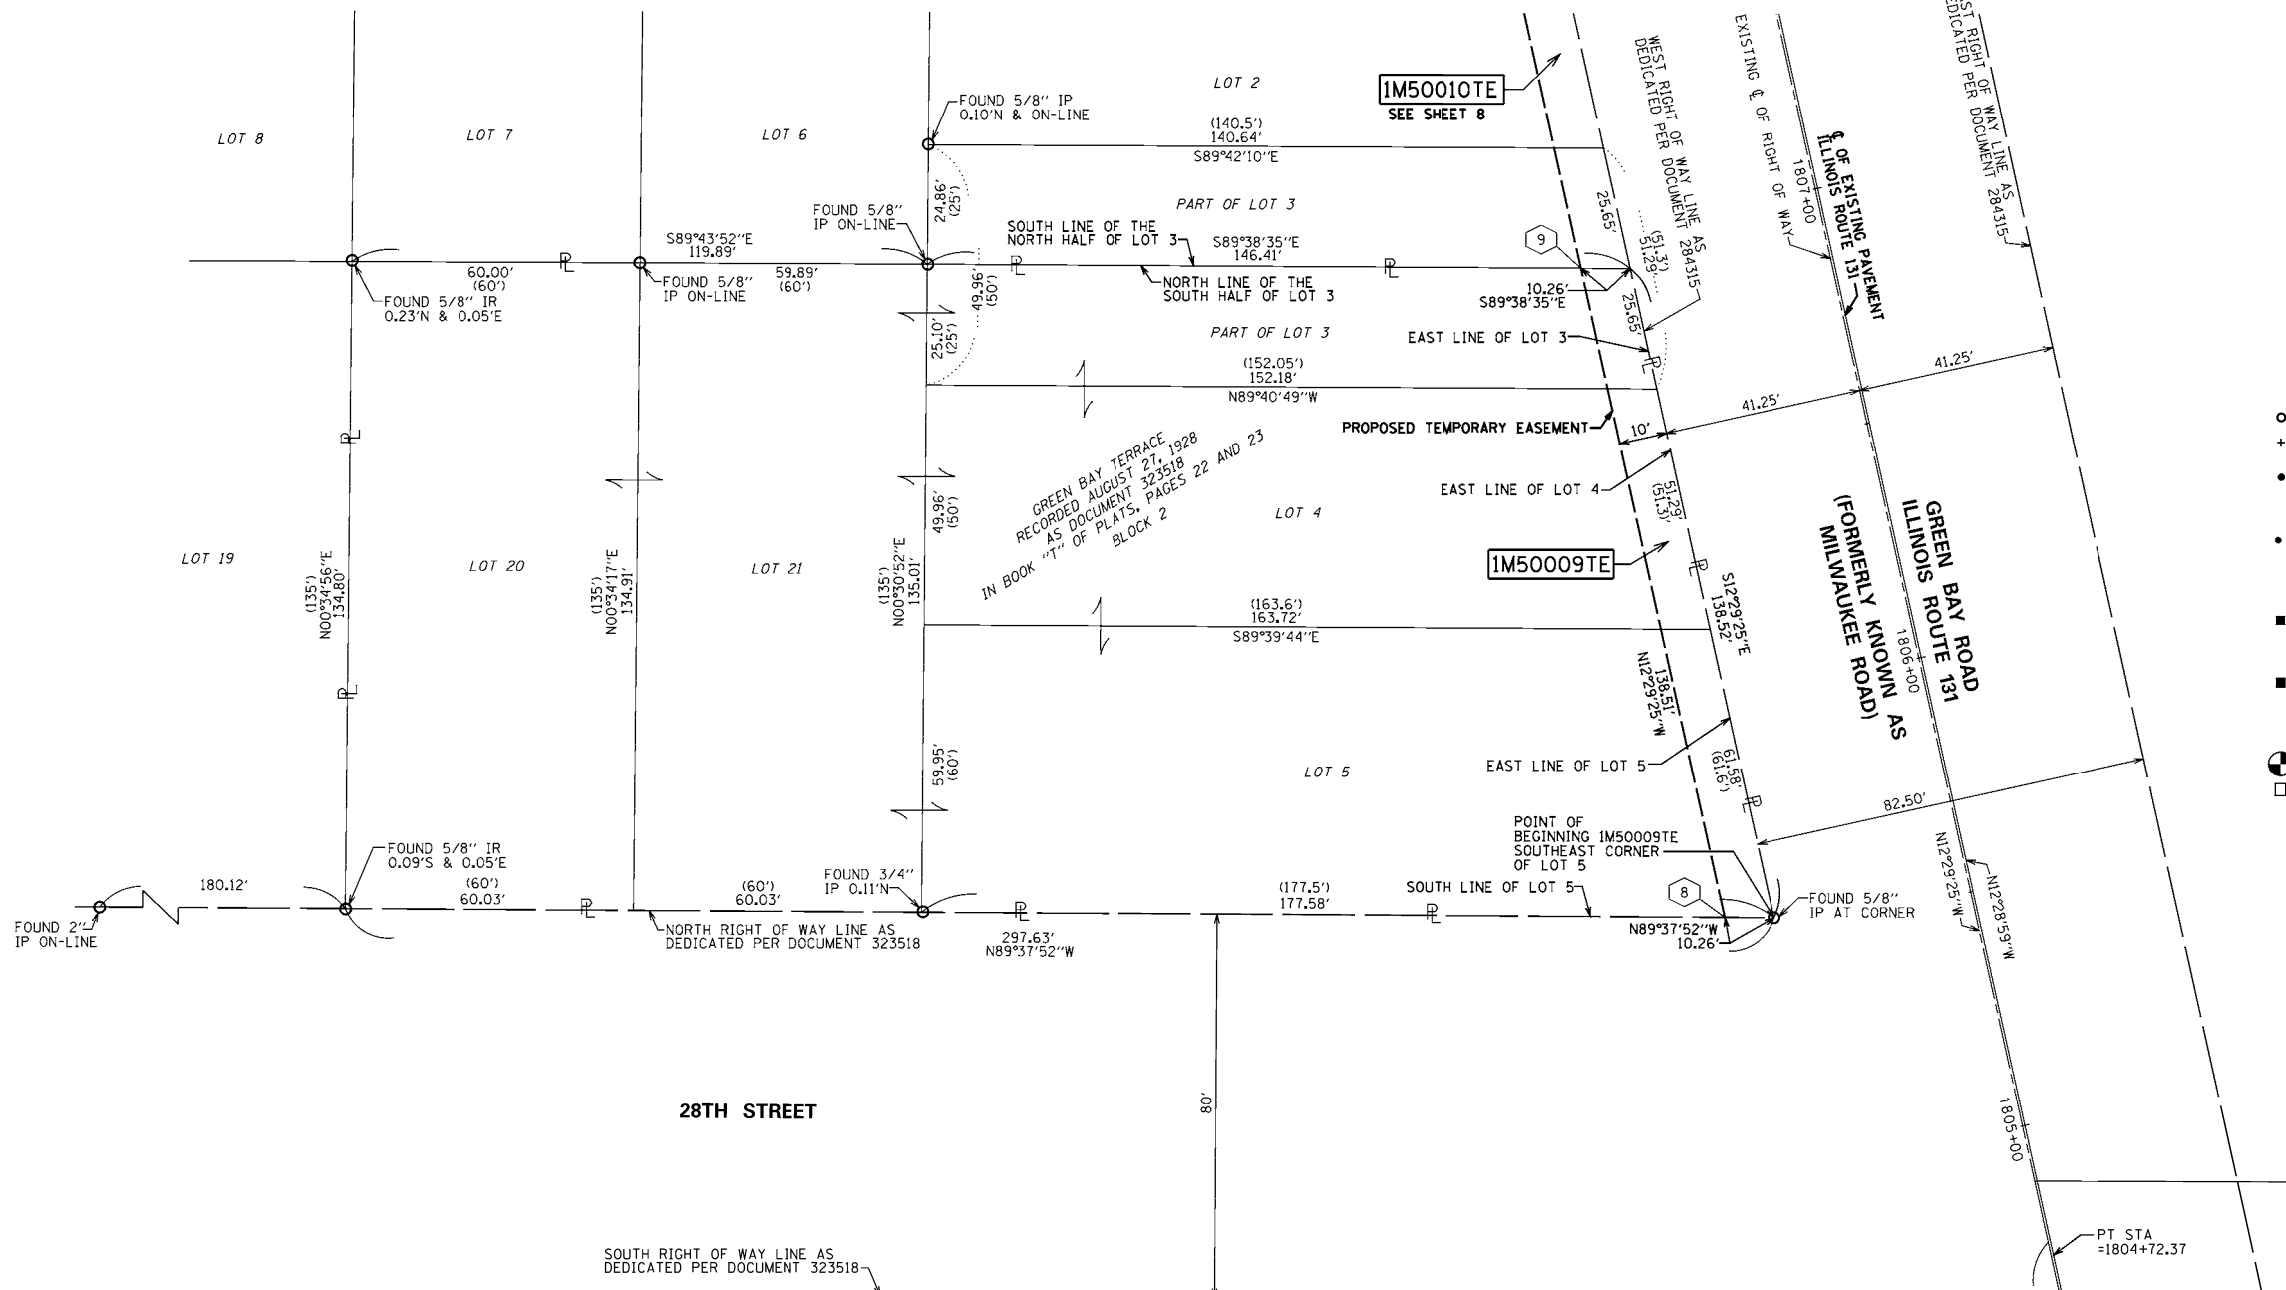 LOT 8
LOT 7
LOT 6
LOT 2
FOUND 5/8" IP
0.10'N & ON-LINE
(140.5')
140.64'
S89°42'10"E
1M50010TE
SEE SHEET 8
WEST RIGHT OF WAY LINE AS
DEDICATED PER DOCUMENT 284315
EXISTING ℄ OF RIGHT OF WAY
1807+00
℄ OF EXISTING PAVEMENT
ILLINOIS ROUTE 131
ST RIGHT OF WAY LINE AS
EDICATED PER DOCUMENT 284315
24.86'
(25')
PART OF LOT 3
FOUND 5/8"
IP ON-LINE
SOUTH LINE OF THE
NORTH HALF OF LOT 3
S89°38'35"E
146.41'
NORTH LINE OF THE
SOUTH HALF OF LOT 3
9
25.65'
(51.3')
51.29'
10.26'
S89°38'35"E
25.65'
S89°43'52"E
119.89'
60.00'
(60')
59.89'
(60')
FOUND 5/8" IR
0.23'N & 0.05'E
FOUND 5/8"
IP ON-LINE
49.96'
(50')
25.10'
(25')
PART OF LOT 3
EAST LINE OF LOT 3
(152.05')
152.18'
N89°40'49"W
41.25'
41.25'
PROPOSED TEMPORARY EASEMENT
10'
GREEN BAY TERRACE
RECORDED AUGUST 27, 1928
AS DOCUMENT 323518
IN BOOK "T" OF PLATS, PAGES 22 AND 23
BLOCK 2
EAST LINE OF LOT 4
51.29'
(51.3')
LOT 4
49.96'
(50')
1M50009TE
GREEN BAY ROAD
ILLINOIS ROUTE 131
(FORMERLY KNOWN AS
MILWAUKEE ROAD)
LOT 19
LOT 20
LOT 21
(135')
N00°34'56"E
134.80'
(135')
N00°34'17"E
134.91'
(135')
N00°30'52"E
135.01'
(163.6')
163.72'
S89°39'44"E
S12°29'25"E
138.52'
138.51'
N12°29'25"W
1806+00
59.95'
(60')
LOT 5
EAST LINE OF LOT 5
61.58'
(61.6')
82.50'
POINT OF
BEGINNING 1M50009TE
SOUTHEAST CORNER
OF LOT 5
FOUND 5/8" IR
0.09'S & 0.05'E
FOUND 3/4"
IP 0.11'N
180.12'
(60')
60.03'
(60')
60.03'
(177.5')
177.58'
SOUTH LINE OF LOT 5
8
FOUND 5/8"
IP AT CORNER
N12°29'25"W
N12°28'59"W
FOUND 2"
IP ON-LINE
NORTH RIGHT OF WAY LINE AS
DEDICATED PER DOCUMENT 323518
297.63'
N89°37'52"W
N89°37'52"W
10.26'
28TH STREET
80'
1805+00
PT STA
=1804+72.37
SOUTH RIGHT OF WAY LINE AS
DEDICATED PER DOCUMENT 323518